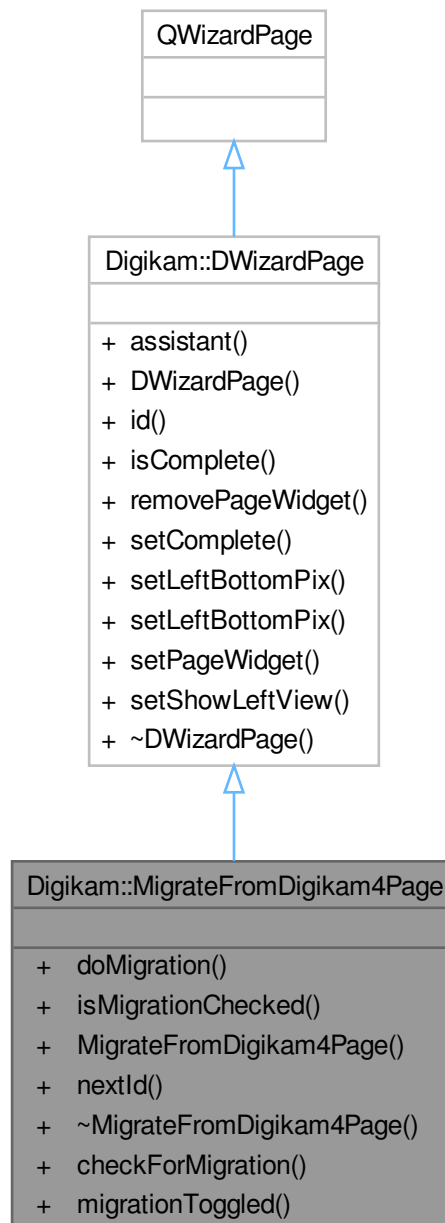 QWizardPage
Digikam::DWizardPage
+ assistant()
+ DWizardPage()
+ id()
+ isComplete()
+ removePageWidget()
+ setComplete()
+ setLeftBottomPix()
+ setLeftBottomPix()
+ setPageWidget()
+ setShowLeftView()
+ ~DWizardPage()
Digikam::MigrateFromDigikam4Page
+ doMigration()
+ isMigrationChecked()
+ MigrateFromDigikam4Page()
+ nextId()
+ ~MigrateFromDigikam4Page()
+ checkForMigration()
+ migrationToggled()